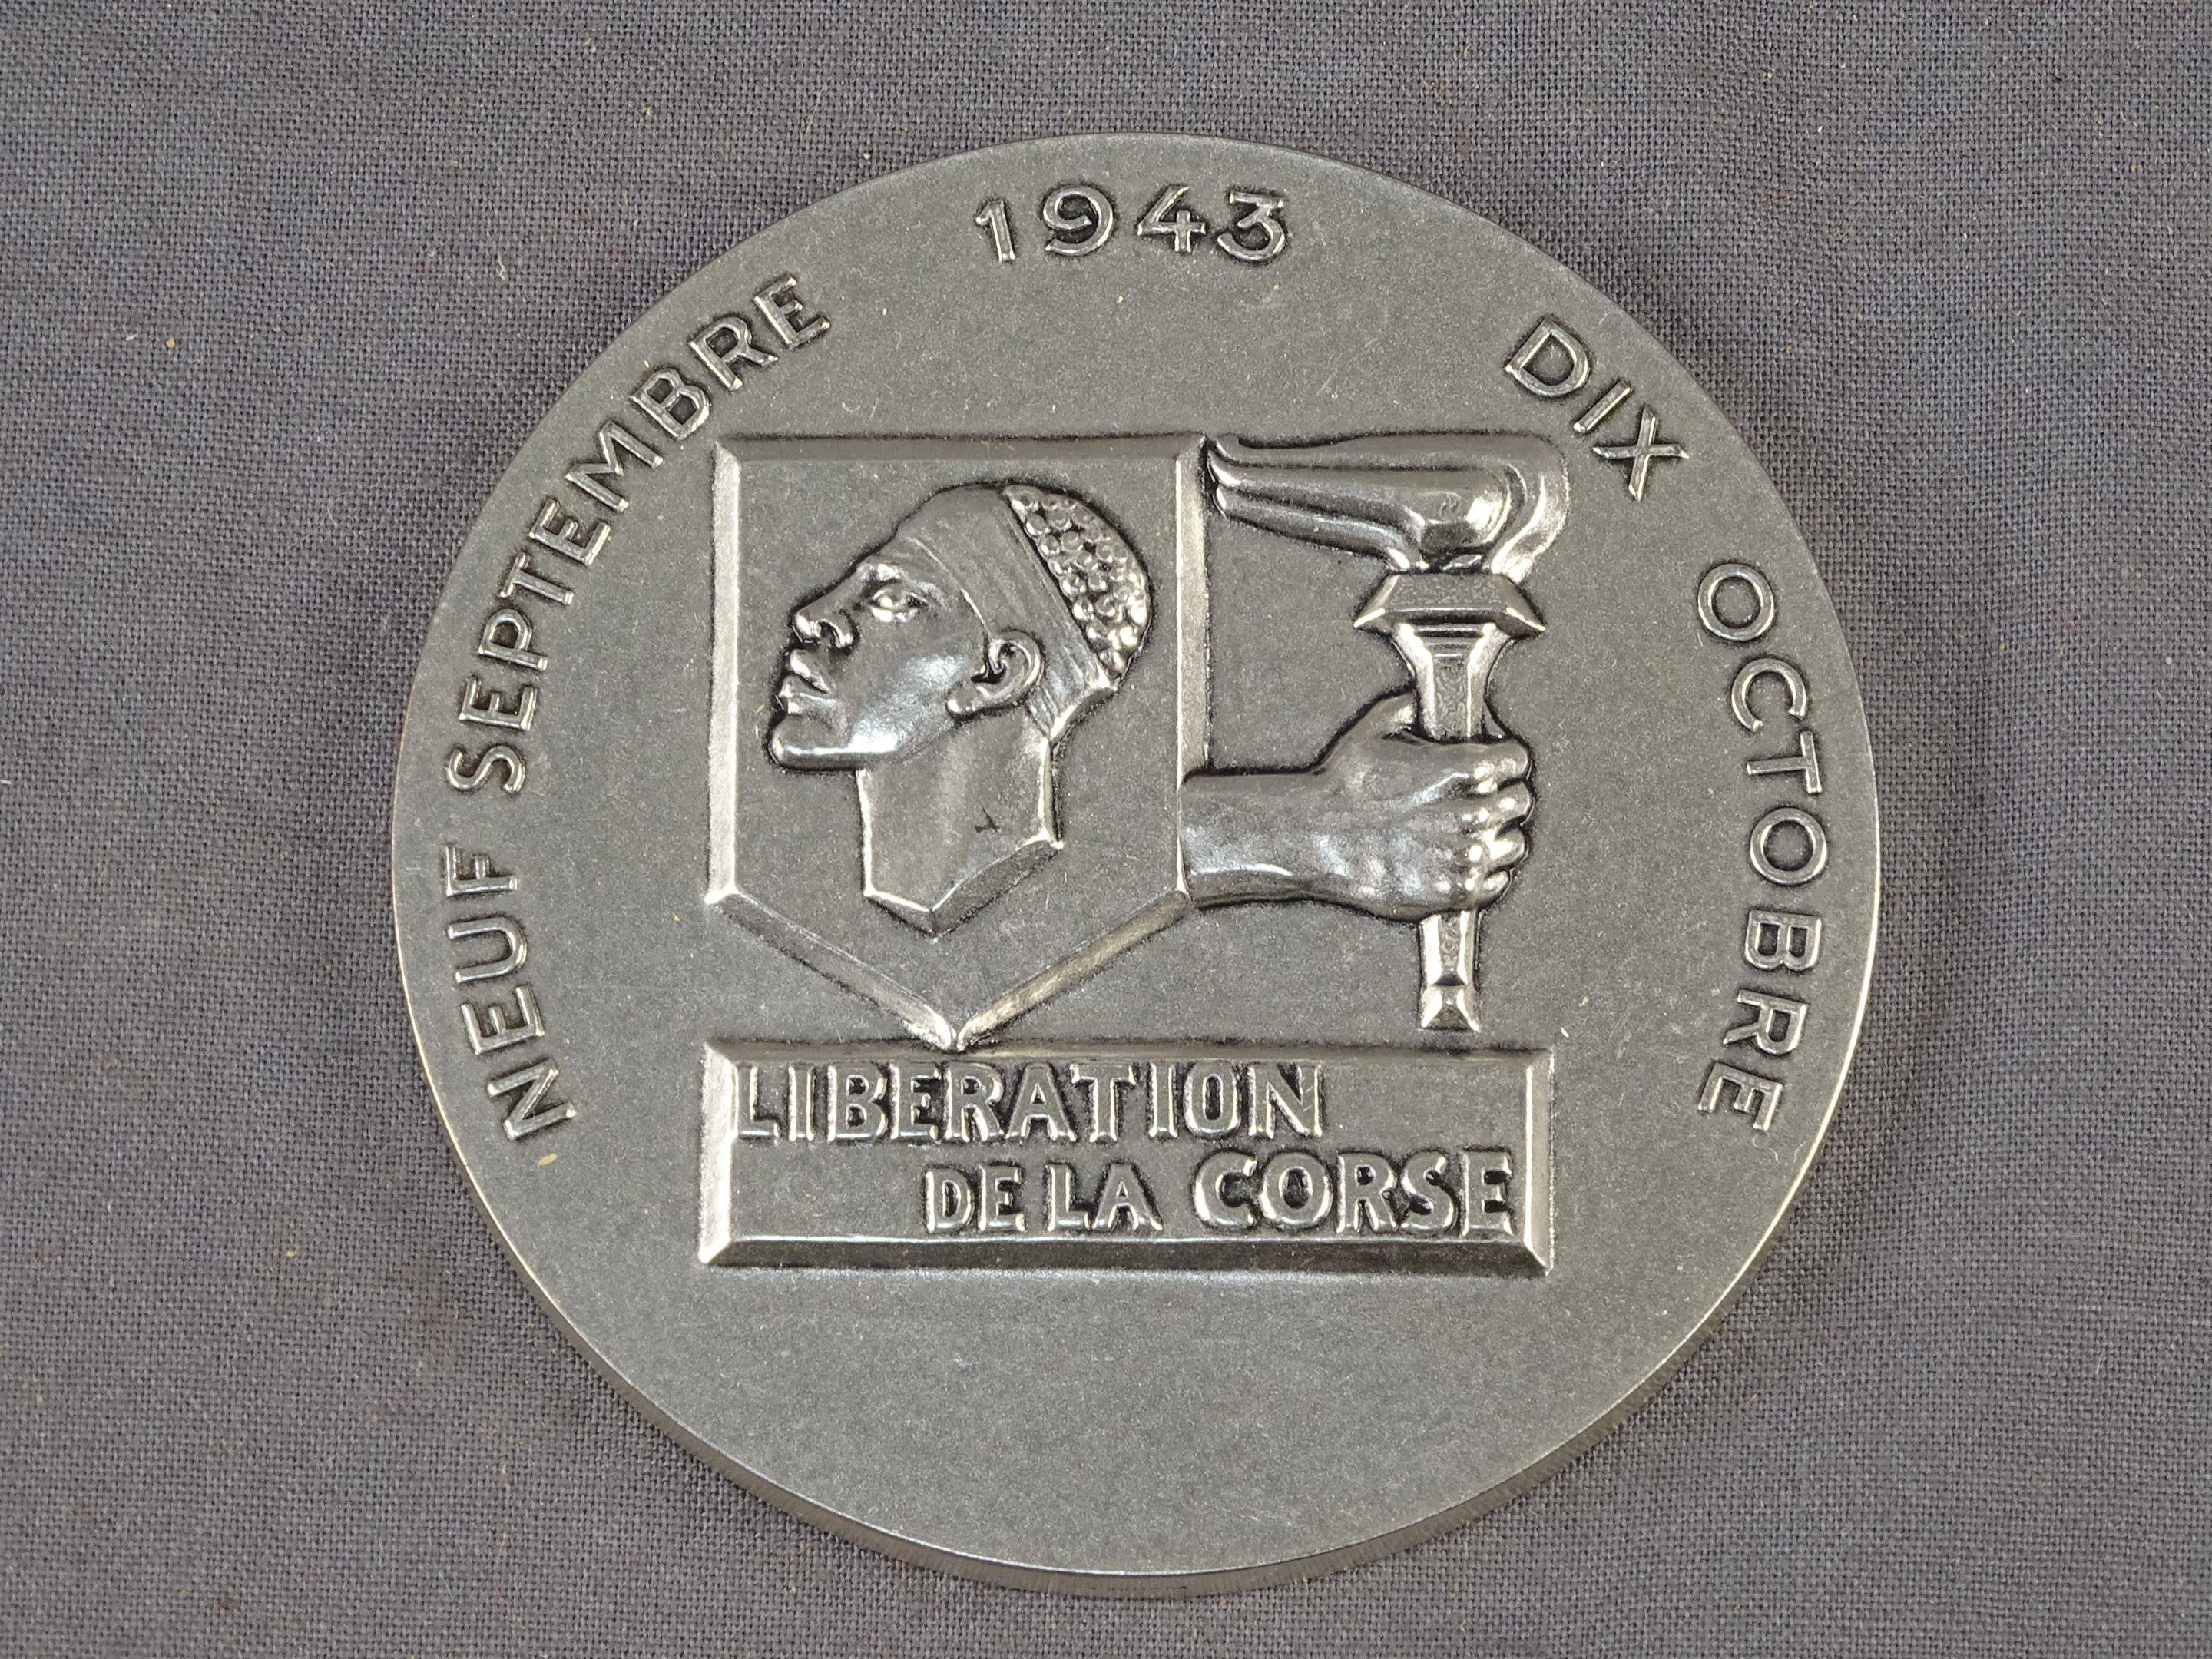 NEUF SEPTEMBRE 1943 DIX OCTOBRE
LIBERATION
DE LA CORSE